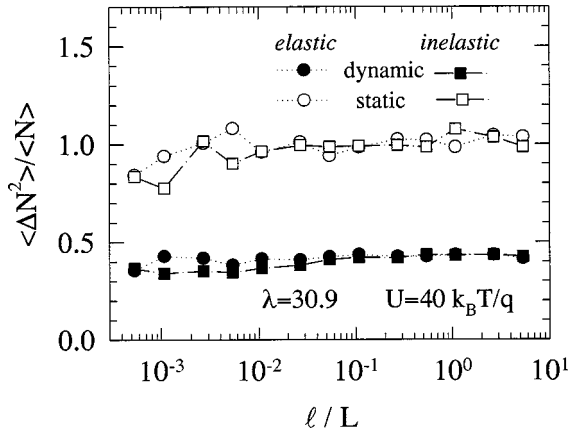 1.5
elastic inelastic
dynamic
static
1.0
<ΔN²>/<N>
0.5
λ=30.9 U=40 k_BT/q
0.0
10⁻³ 10⁻² 10⁻¹ 10⁰ 10¹
ℓ / L